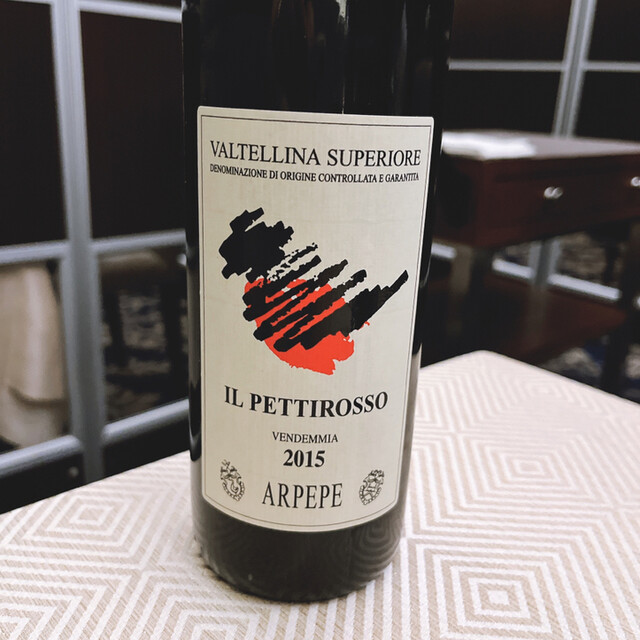 VALTELLINA SUPERIORE
DENOMINAZIONE DI ORIGINE CONTROLLATA E GARANTITA
IL PETTIROSSO
VENDEMMIA
2015
ARPEPE